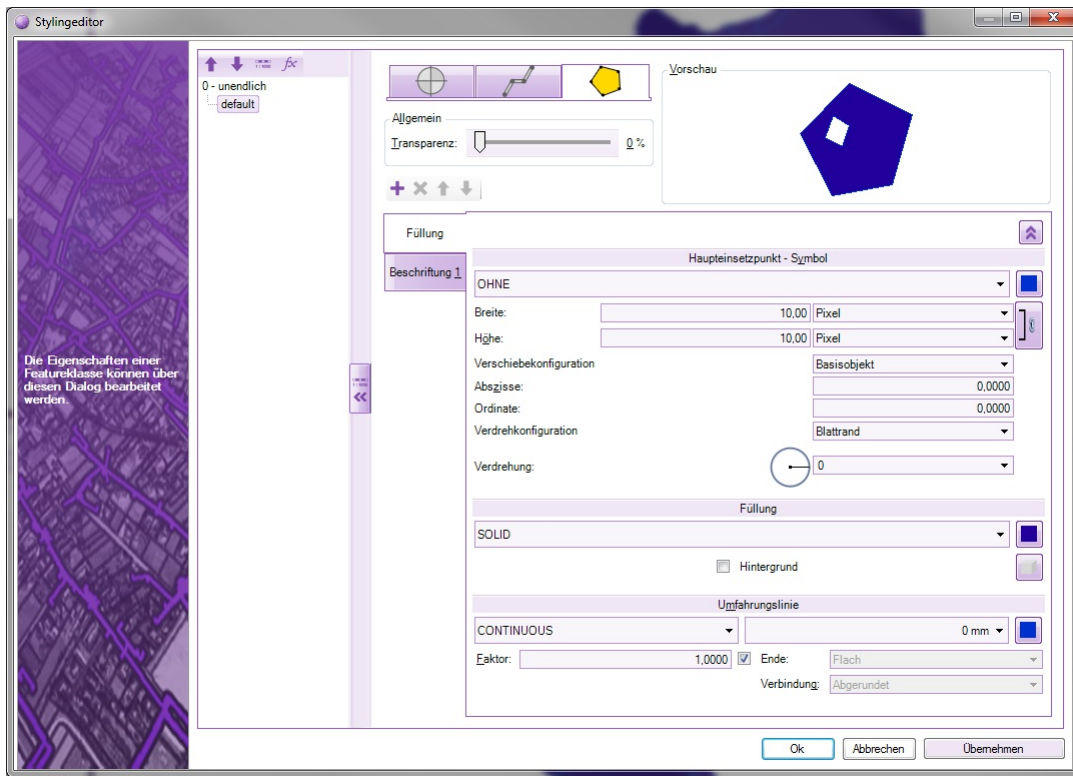 Stylingeditor
Die Eigenschaften einer
Featureklasse können über
diesen Dialog bearbeitet
werden.
fx
0 - unendlich
default
Allgemein
Transparenz: 0 %
Vorschau
Füllung
Beschriftung 1
Haupteinsetzpunkt - Symbol
OHNE
Breite: 10,00 Pixel
Höhe: 10,00 Pixel
Verschiebekonfiguration Basisobjekt
Abszisse: 0,0000
Ordinate: 0,0000
Verdrehkonfiguration Blattrand
Verdrehung: 0
Füllung
SOLID
Hintergrund
Umfahrungslinie
CONTINUOUS 0 mm
Faktor: 1,0000 Ende: Flach
Verbindung: Abgerundet
Ok Abbrechen Übernehmen